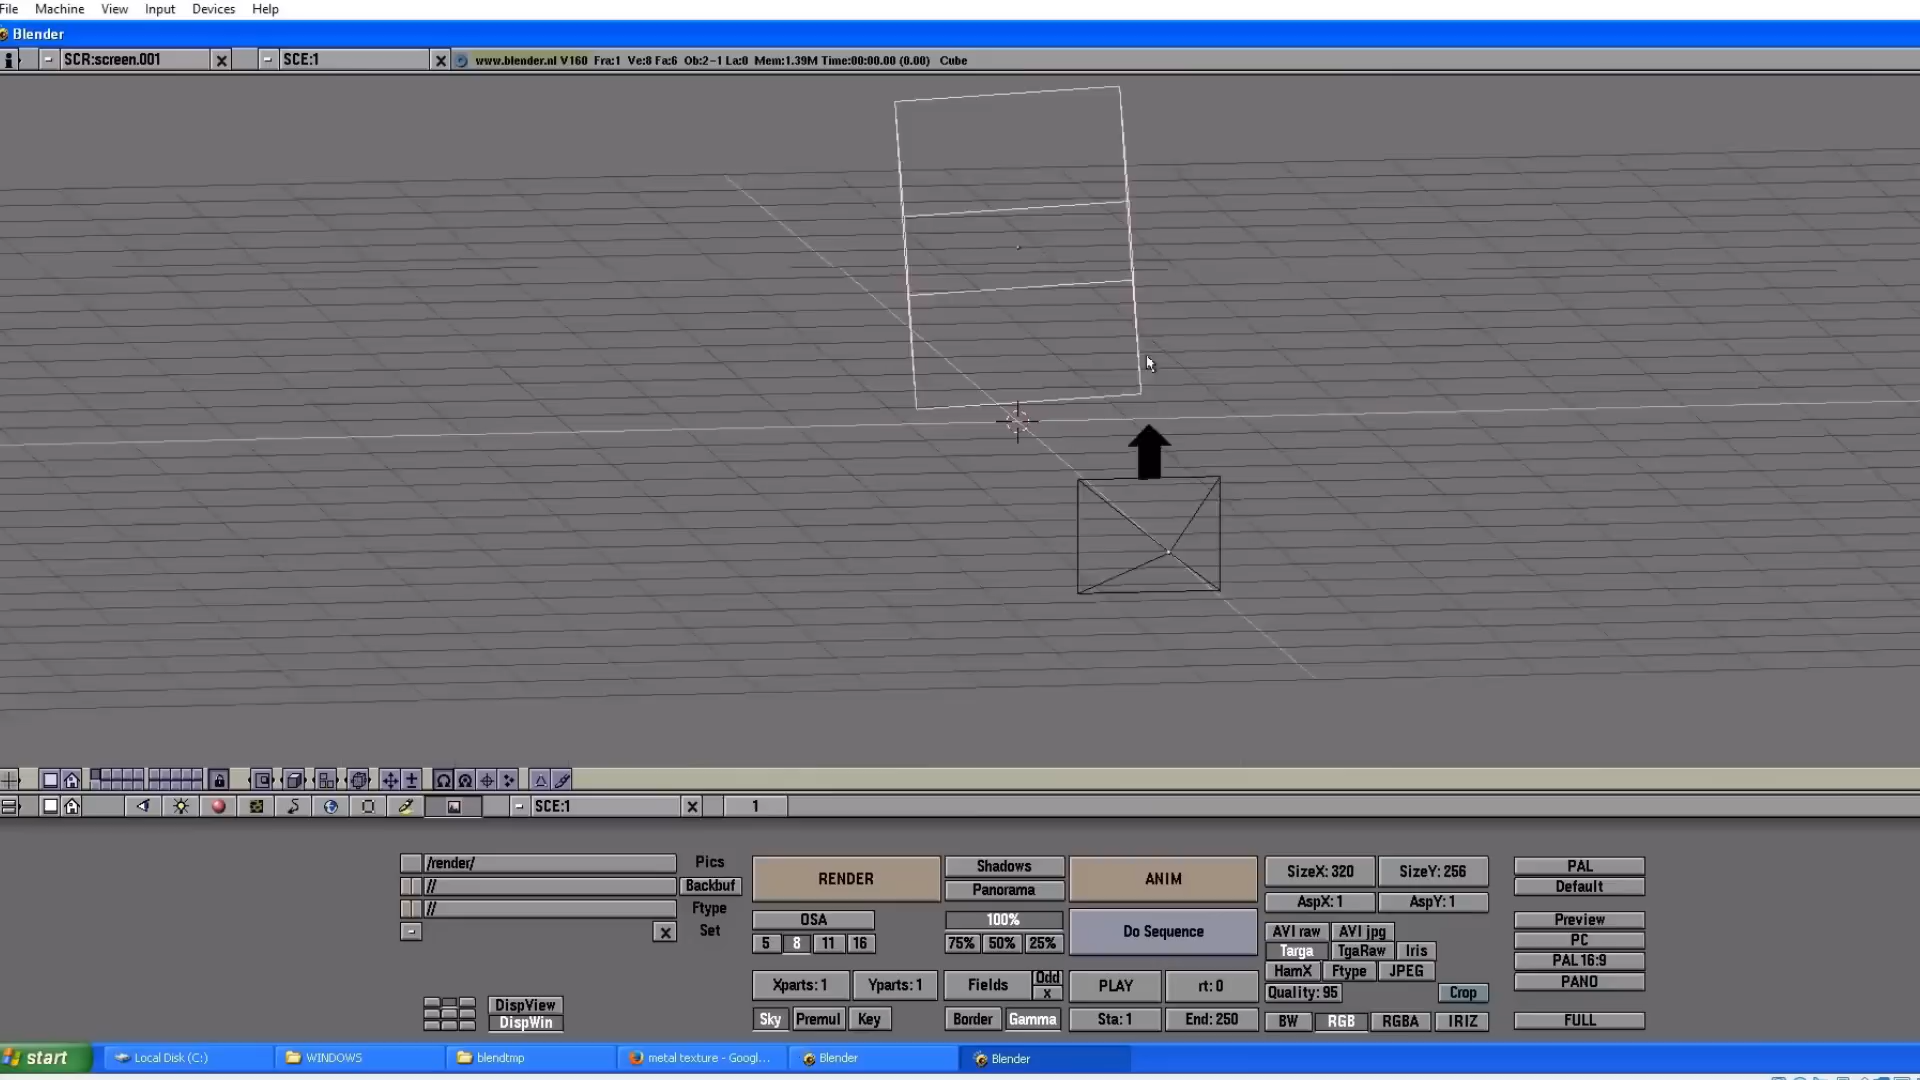 File Machine View Input Devices Help
Blender
SCR:screen.001 X - SCE:1 X www.blender.nl V160 Fra:1 Ve:8 Fa:6 Ob:2-1 La:0 Mem:1.39M Time:00:00.00 (0.00) Cube
- SCE:1 X 1
/render/ Pics
// Backbuf
// Ftype
- X Set
DispView
DispWin
RENDER
OSA
5 8 11 16
Xparts: 1 Yparts: 1
Sky Premul Key
Shadows
Panorama
100%
75% 50% 25%
Fields Odd
x
Border Gamma
ANIM
Do Sequence
PLAY rt: 0
Sta: 1 End: 250
SizeX: 320 SizeY: 256
AspX: 1 AspY: 1
AVI raw AVI jpg
Targa TgaRaw Iris
HamX Ftype JPEG
Quality: 95 Crop
BW RGB RGBA IRIZ
PAL
Default
Preview
PC
PAL 16:9
PANO
FULL
start Local Disk (C:) WINDOWS blendtmp metal texture - Googl... Blender Blender